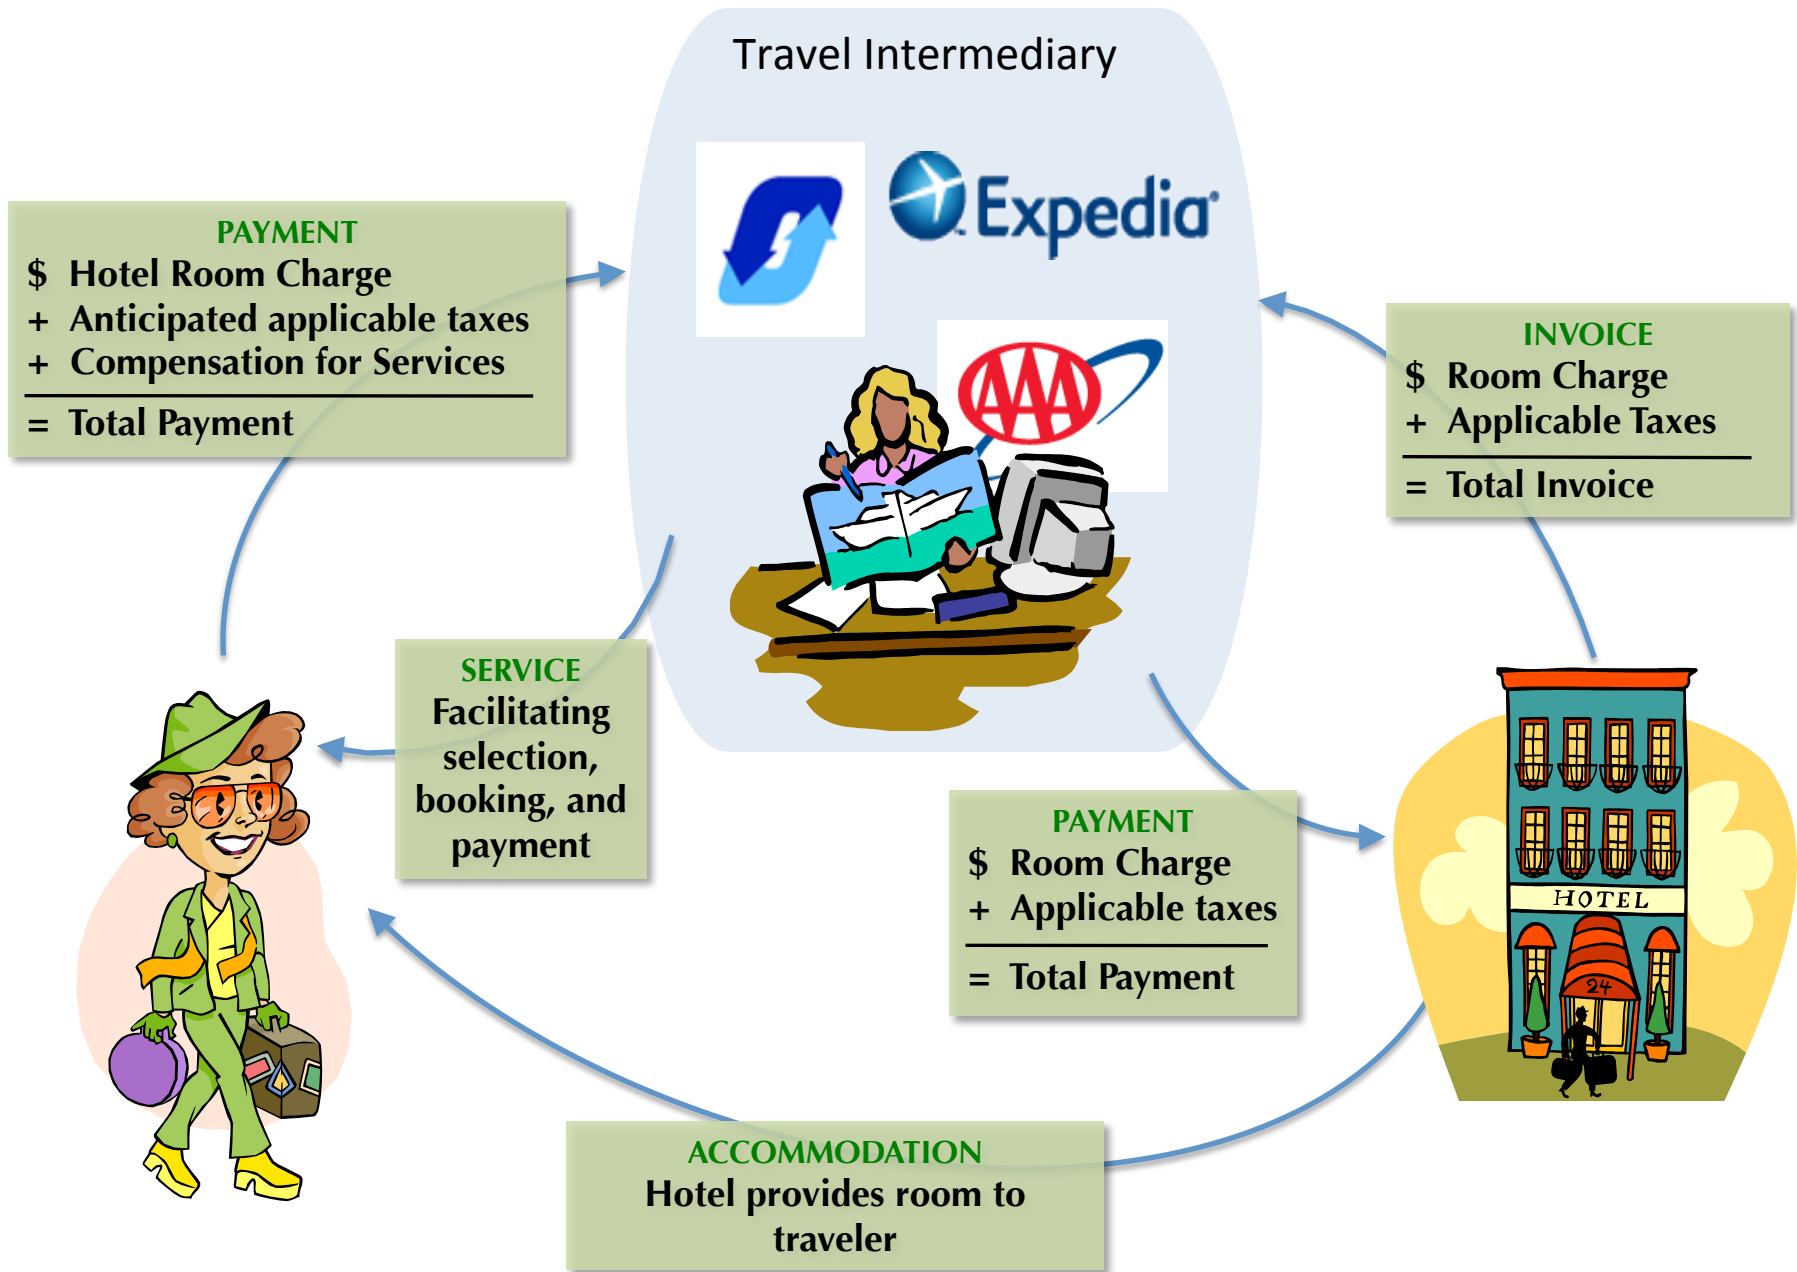 Travel Intermediary
Expedia
AAA
PAYMENT
$ Hotel Room Charge
+ Anticipated applicable taxes
+ Compensation for Services
= Total Payment
INVOICE
$ Room Charge
+ Applicable Taxes
= Total Invoice
SERVICE
Facilitating
selection,
booking, and
payment
PAYMENT
$ Room Charge
+ Applicable taxes
= Total Payment
HOTEL
24
ACCOMMODATION
Hotel provides room to
traveler